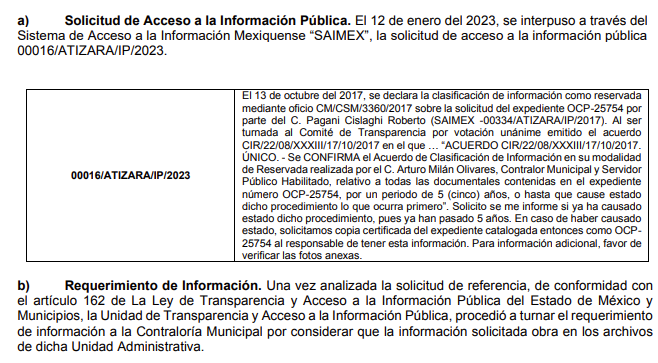 a) Solicitud de Acceso a la Información Pública. El 12 de enero del 2023, se interpuso a través del
Sistema de Acceso a la Información Mexiquense “SAIMEX”, la solicitud de acceso a la información pública
00016/ATIZARA/IP/2023.
00016/ATIZARA/IP/2023
El 13 de octubre del 2017, se declara la clasificación de información como reservada
mediante oficio CM/CSM/3360/2017 sobre la solicitud del expediente OCP-25754 por
parte del C. Pagani Cislaghi Roberto (SAIMEX -00334/ATIZARA/IP/2017). Al ser
turnada al Comité de Transparencia por votación unánime emitido el acuerdo
CIR/22/08/XXXIII/17/10/2017 en el que … “ACUERDO CIR/22/08/XXXIII/17/10/2017.
ÚNICO. - Se CONFIRMA el Acuerdo de Clasificación de Información en su modalidad
de Reservada realizada por el C. Arturo Milán Olivares, Contralor Municipal y Servidor
Público Habilitado, relativo a todas las documentales contenidas en el expediente
número OCP-25754, por un periodo de 5 (cinco) años, o hasta que cause estado
dicho procedimiento lo que ocurra primero”. Solicito se me informe si ya ha causado
estado dicho procedimiento, pues ya han pasado 5 años. En caso de haber causado
estado, solicitamos copia certificada del expediente catalogada entonces como OCP-
25754 al responsable de tener esta información. Para información adicional, favor de
verificar las fotos anexas.
b) Requerimiento de Información. Una vez analizada la solicitud de referencia, de conformidad con
el artículo 162 de La Ley de Transparencia y Acceso a la Información Pública del Estado de México y
Municipios, la Unidad de Transparencia y Acceso a la Información Pública, procedió a turnar el requerimiento
de información a la Contraloría Municipal por considerar que la información solicitada obra en los archivos
de dicha Unidad Administrativa.